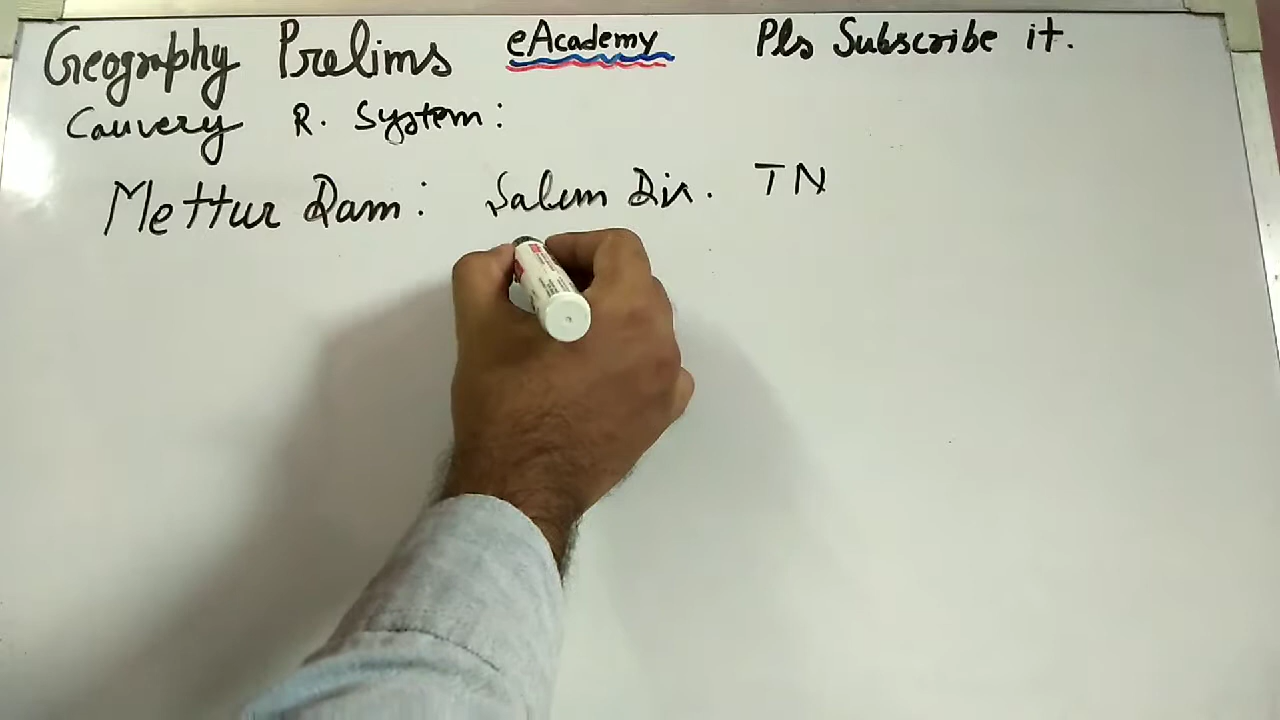 Geography Prelims eAcademy Pls Subscribe it.
Cauvery R. System:
Mettur Dam: Salem Dis. TN